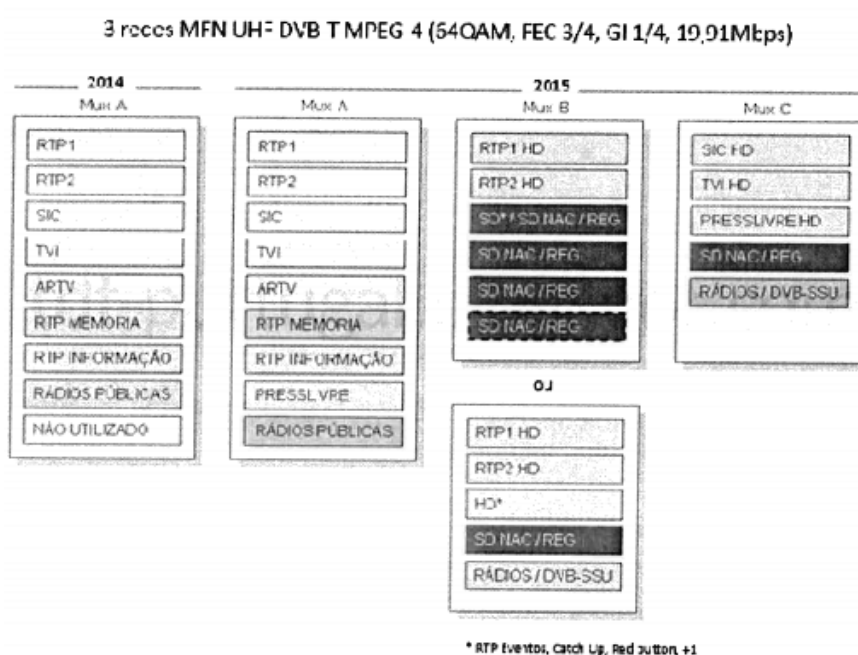 3 redes MFN UHF DVB T MPEG 4 (64QAM, FEC 3/4, GI 1/4, 19,91Mbps)
2014
Mux A
RTP1
RTP2
SIC
TVI
ARTV
RTP MEMORIA
RTP INFORMAÇÃO
RÁDIOS PÚBLICAS
NÃO UTILIZADO
2015
Mux A
RTP1
RTP2
SIC
TVI
ARTV
RTP MEMORIA
RTP INFORMAÇÃO
PRESSLIVRE
RÁDIOS PÚBLICAS
Mux B
RTP1 HD
RTP2 HD
SD*/ SD NAC / REG
SD NAC / REG
SD NAC / REG
SD NAC / REG
OU
RTP1 HD
RTP2 HD
HD*
SD NAC / REG
RÁDIOS / DVB-SSU
Mux C
SIC HD
TVI HD
PRESSLIVRE HD
SD NAC / REG
RÁDIOS / DVB-SSU
* RTP Eventos, Catch Up, Red button, +1